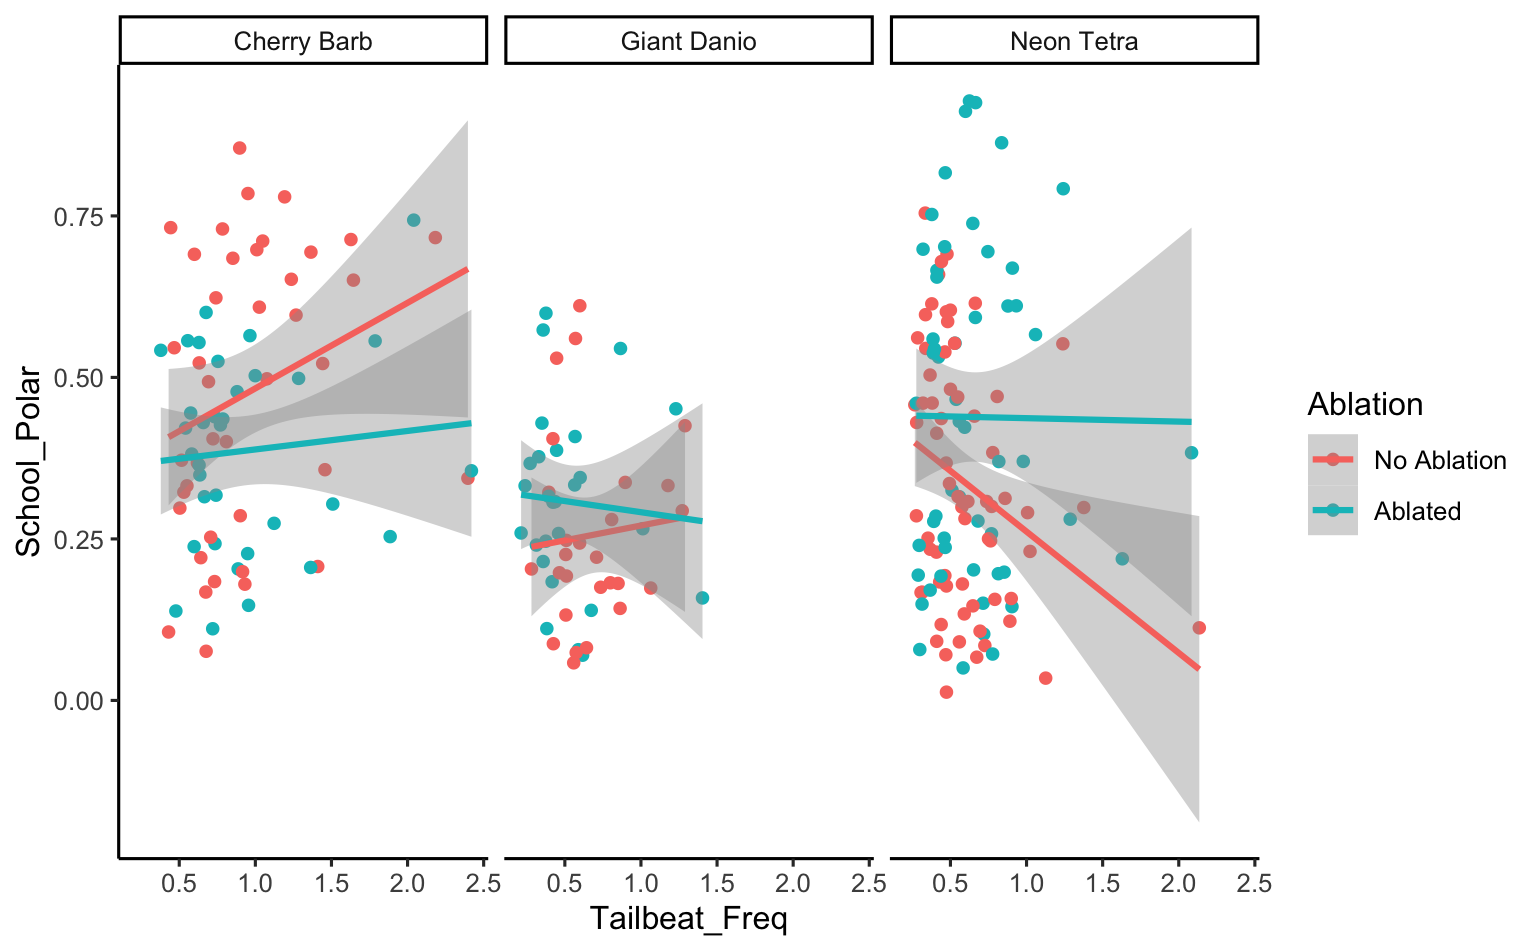 Cherry Barb Giant Danio Neon Tetra
School_Polar
0.75
0.50
0.25
0.00
0.5 1.0 1.5 2.0 2.5 0.5 1.0 1.5 2.0 2.5 0.5 1.0 1.5 2.0 2.5
Tailbeat_Freq
Ablation
No Ablation
Ablated